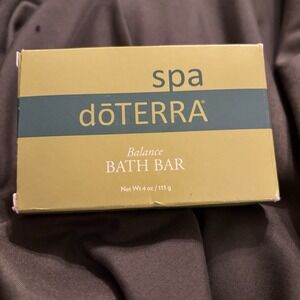 spa
dōTERRA®
Balance
BATH BAR
Net Wt 4 oz / 113 g